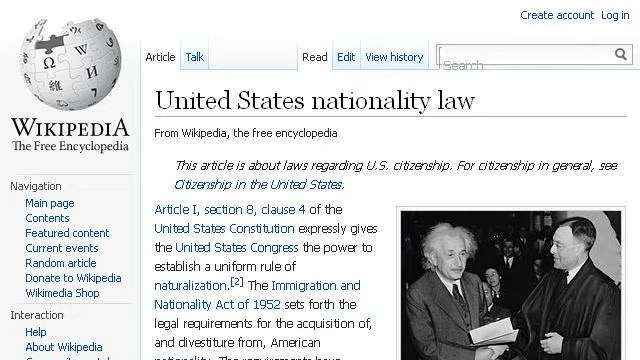 Create account Log in
Article Talk Read Edit View history Search
WIKIPEDIA
The Free Encyclopedia
United States nationality law
From Wikipedia, the free encyclopedia
This article is about laws regarding U.S. citizenship. For citizenship in general, see
Citizenship in the United States.
Navigation
Main page
Contents
Featured content
Current events
Random article
Donate to Wikipedia
Wikimedia Shop
Interaction
Help
About Wikipedia
Article I, section 8, clause 4 of the
United States Constitution expressly gives
the United States Congress the power to
establish a uniform rule of
naturalization.[2] The Immigration and
Nationality Act of 1952 sets forth the
legal requirements for the acquisition of,
and divestiture from, American
nationality. The requirements have